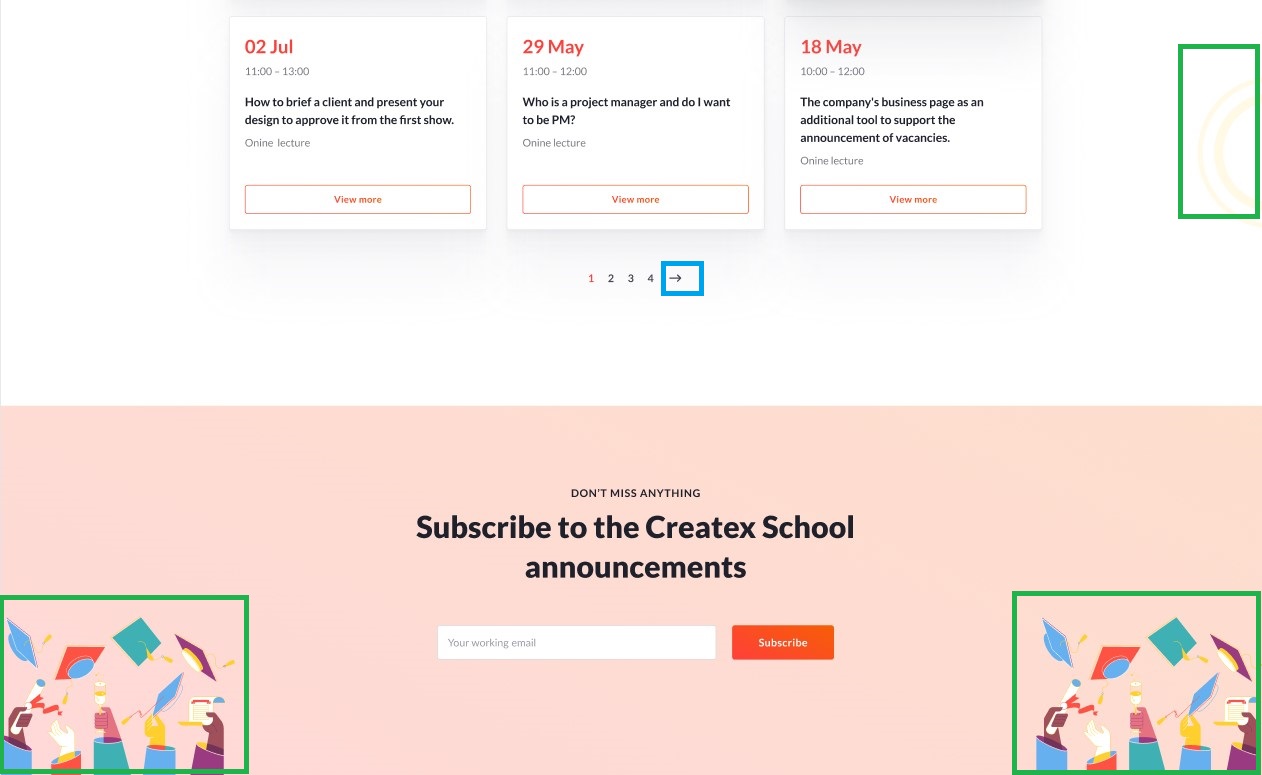 02 Jul
11:00 – 13:00
How to brief a client and present your
design to approve it from the first show.
Onine lecture
View more
29 May
11:00 – 12:00
Who is a project manager and do I want
to be PM?
Onine lecture
View more
18 May
10:00 – 12:00
The company's business page as an
additional tool to support the
announcement of vacancies.
Onine lecture
View more
1 2 3 4 →
DON'T MISS ANYTHING
Subscribe to the Createx School
announcements
Your working email
Subscribe